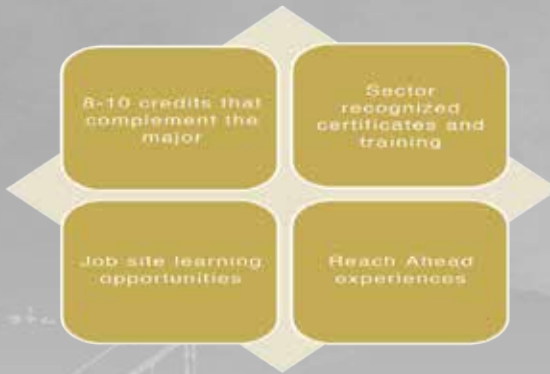 8-10 credits that
complement the
major
Sector
recognized
certificates and
training
Job site learning
opportunities
Reach Ahead
experiences